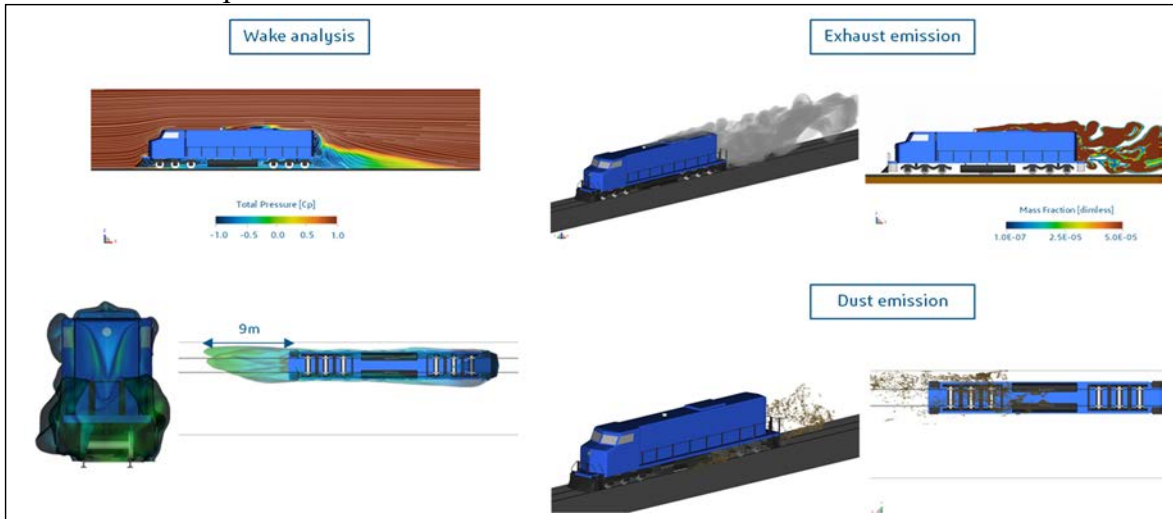 Wake analysis
Exhaust emission
Total Pressure [Cp]
-1.0 -0.5 0.0 0.5 1.0
Mass Fraction [dimless]
1.0E-07 2.5E-05 5.0E-05
Dust emission
9m